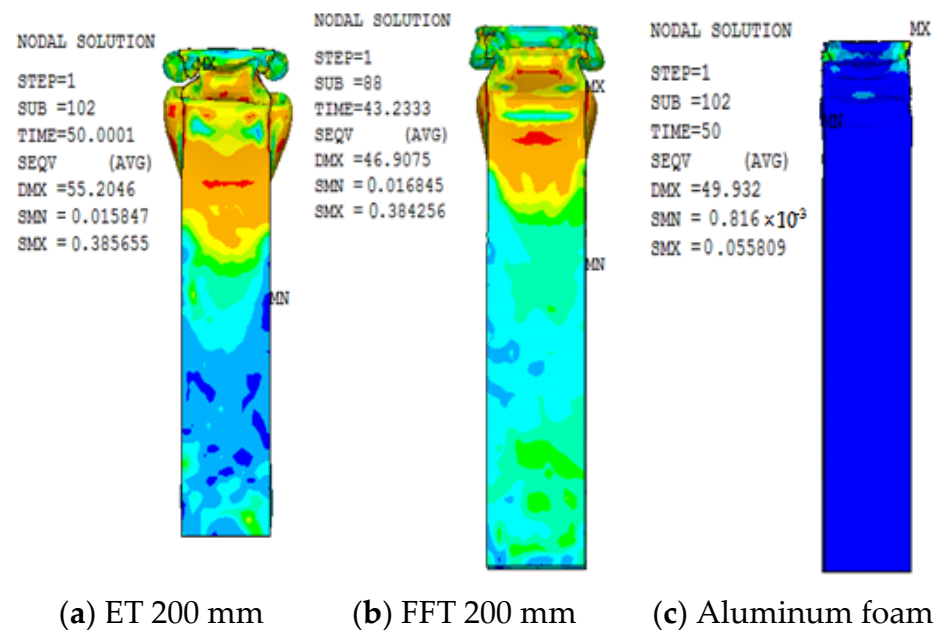 NODAL SOLUTION
STEP=1
SUB =102
TIME=50.0001
SEQV (AVG)
DMX =55.2046
SMN =0.015847
SMX =0.385655
MX
MN
NODAL SOLUTION
STEP=1
SUB =88
TIME=43.2333
SEQV (AVG)
DMX =46.9075
SMN =0.016845
SMX =0.384256
MX
MN
NODAL SOLUTION
STEP=1
SUB =102
TIME=50
SEQV (AVG)
DMX =49.932
SMN =0.816×10⁻³
SMX =0.055809
MX
MN
(a) ET 200 mm
(b) FFT 200 mm
(c) Aluminum foam